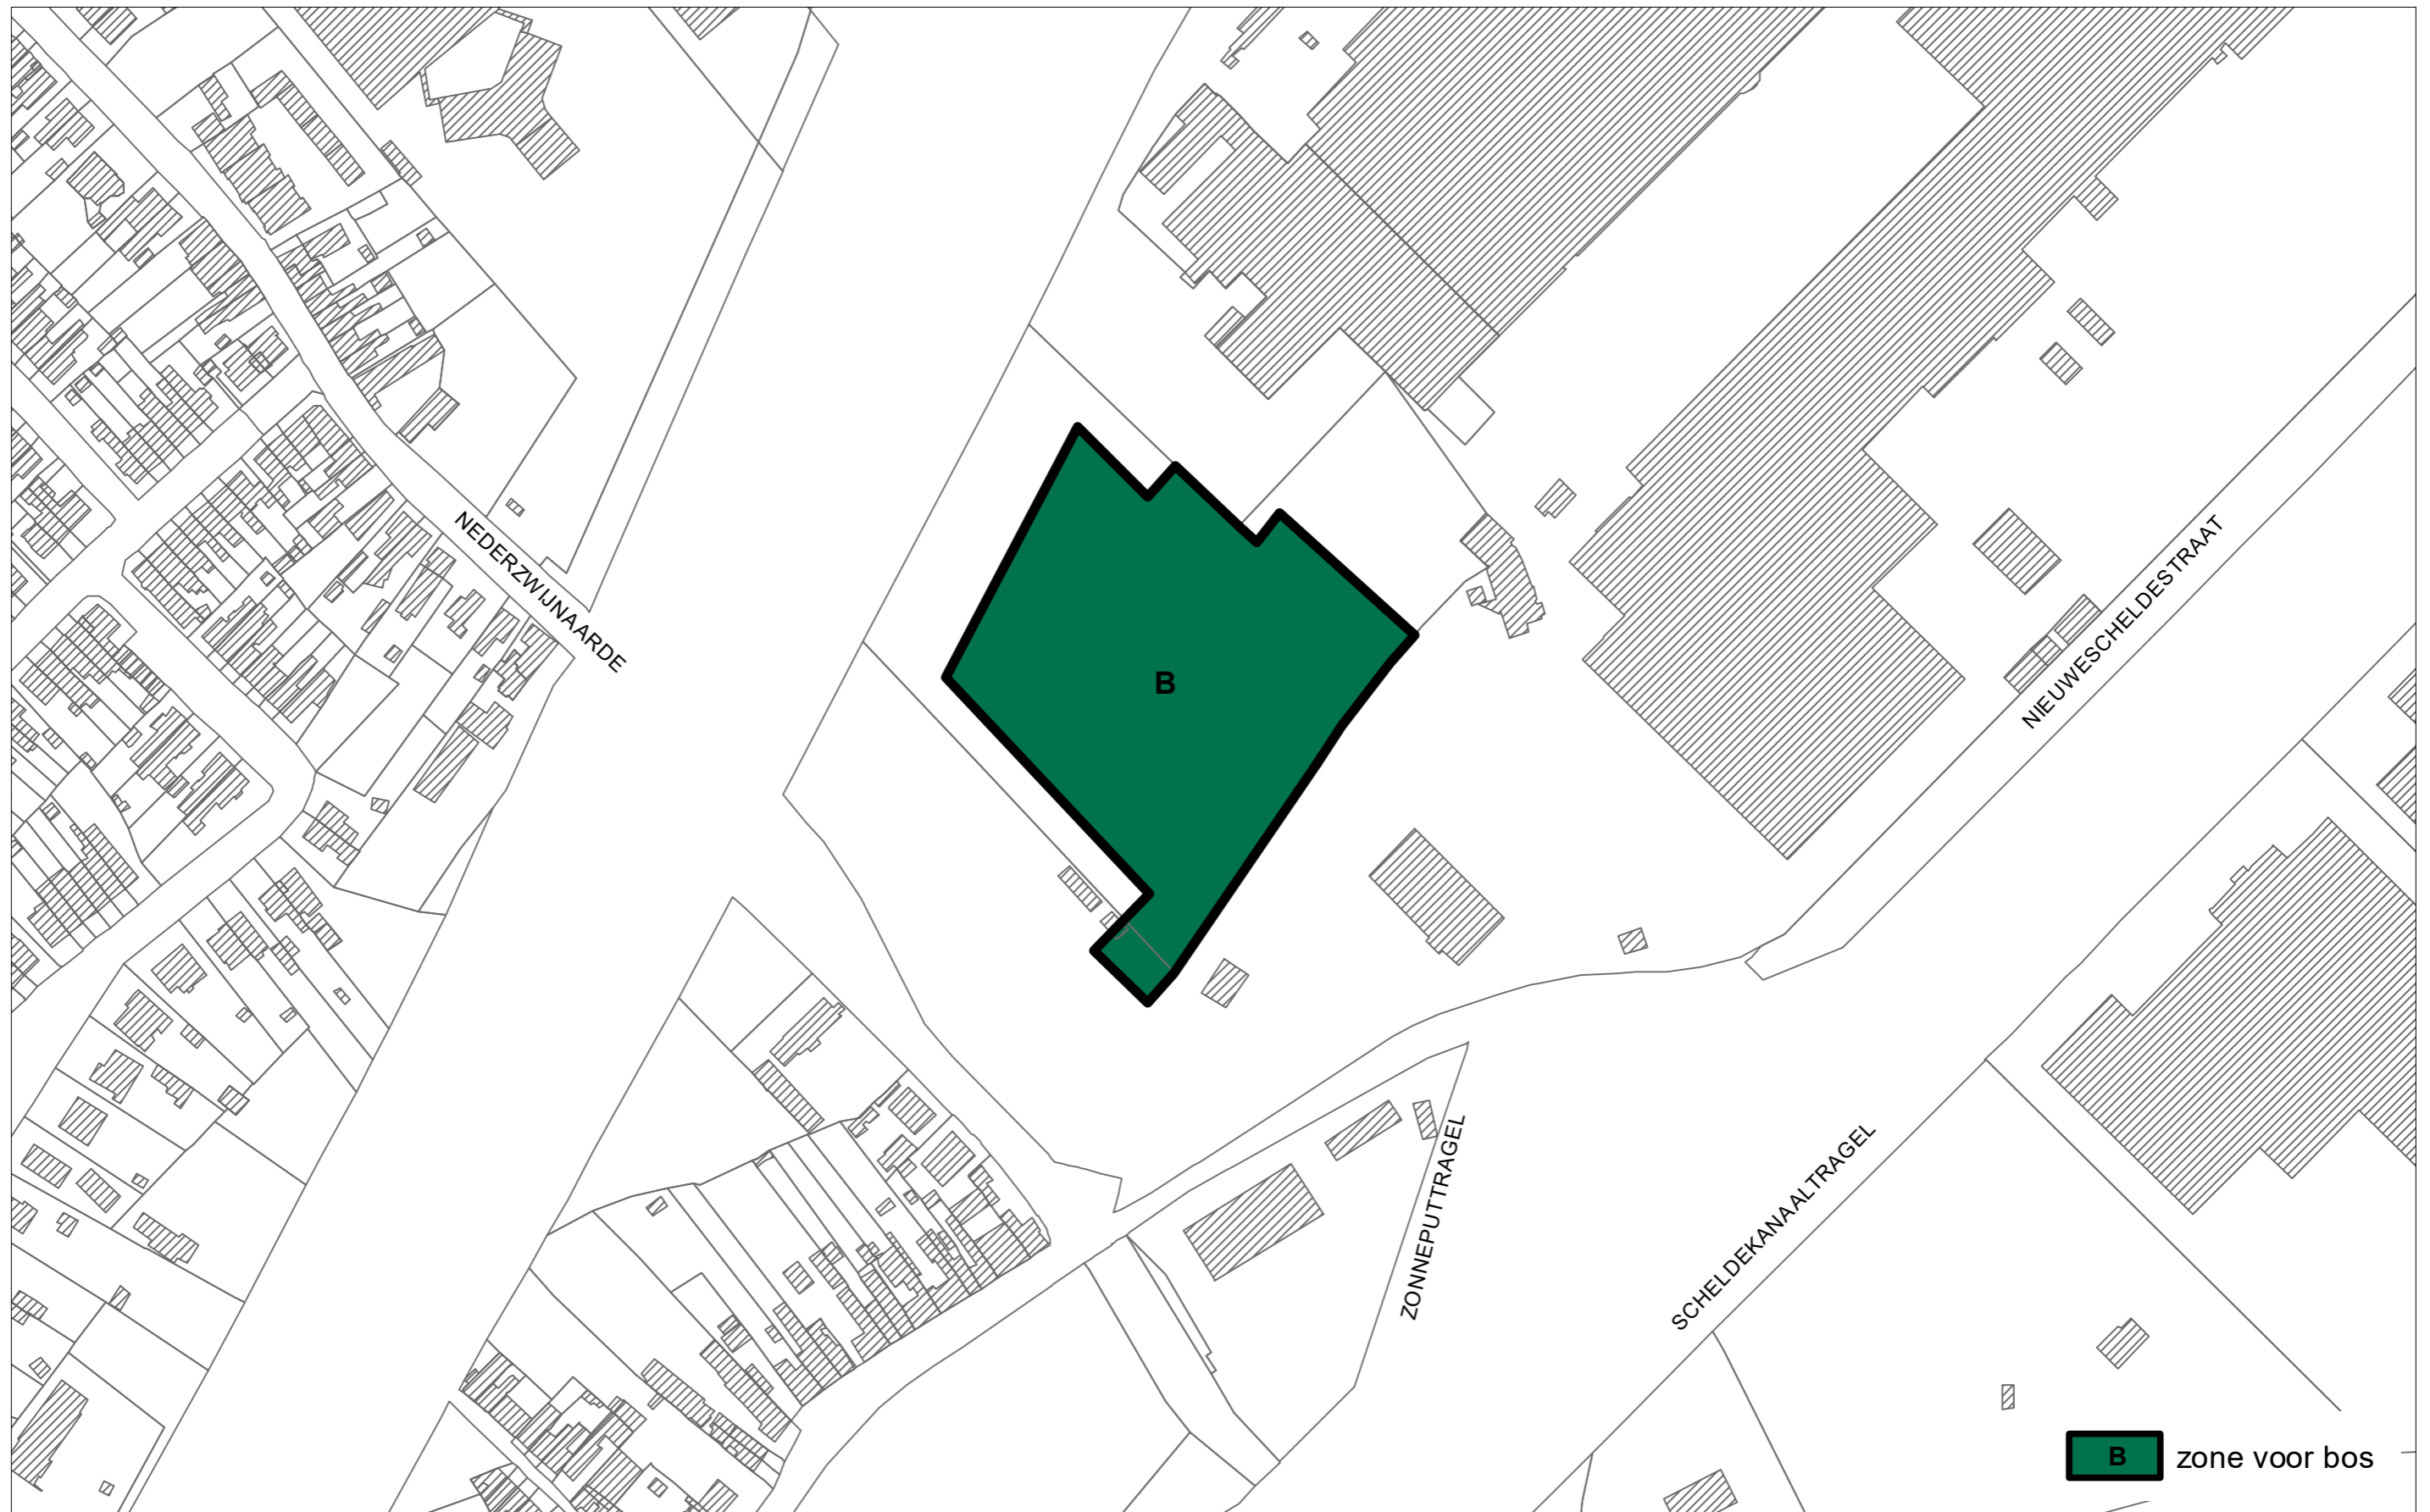 NEDERZWIJNAARDE
NIEUWESCHELDESTRAAT
B
ZONNEPUTTRAGEL
SCHELDEKANAALTRAGEL
B zone voor bos